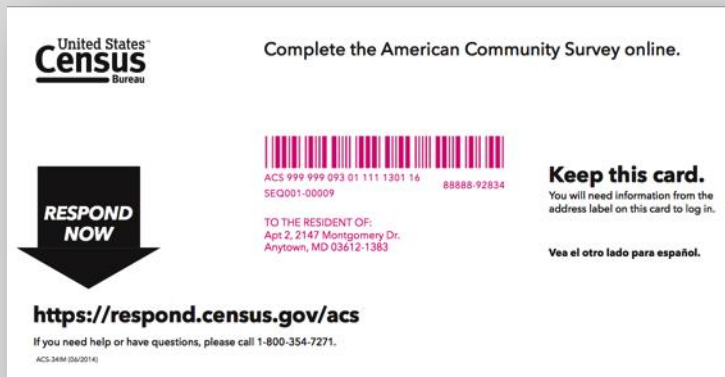 United States™
Census
Bureau
Complete the American Community Survey online.
ACS 999 999 093 01 111 1301 16
88888-92834
SEQ001-00009
TO THE RESIDENT OF:
Apt 2, 2147 Montgomery Dr.
Anytown, MD 03612-1383
Keep this card.
You will need information from the
address label on this card to log in.
Vea el otro lado para español.
RESPOND
NOW
https://respond.census.gov/acs
If you need help or have questions, please call 1-800-354-7271.
ACS-34IM (06/2014)